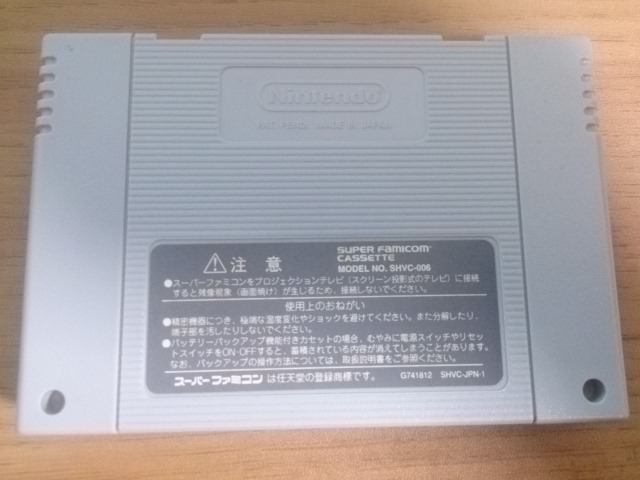 Nintendo
PAT. PEND. MADE IN JAPAN
⚠注意
SUPER FAMICOM
CASSETTE
MODEL NO. SHVC-006
●スーパーファミコンをプロジェクションテレビ（スクリーン投影式のテレビ）に接続
すると残像現象（画面焼け）が生じるため、接続しないでください。
使用上のおねがい
●精密機器につき、極端な温度変化やショックを避けてください。また分解したり、
端子部を汚したりしないでください。
●バッテリーバックアップ機能付きカセットの場合、むやみに電源スイッチやリセッ
トスイッチをON・OFFすると、蓄積されている内容が消えてしまうことがあります。
なお、バックアップの操作方法については、取扱説明書をご参照ください。
スーパーファミコンは任天堂の登録商標です。 G741812 SHVC-JPN-1